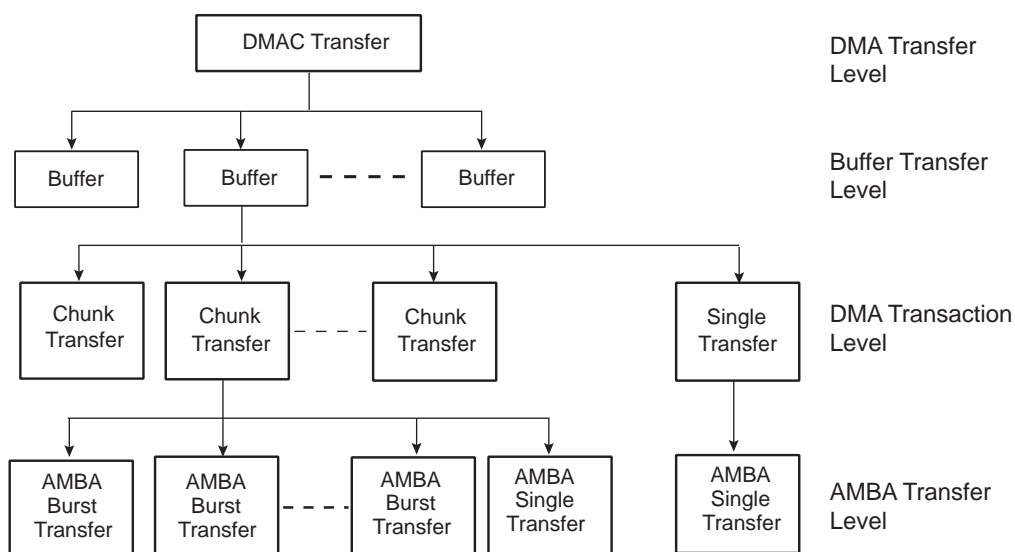 DMAC Transfer
DMA Transfer
Level
Buffer
Buffer
Buffer
Buffer Transfer
Level
Chunk
Transfer
Chunk
Transfer
Chunk
Transfer
Single
Transfer
DMA Transaction
Level
AMBA
Burst
Transfer
AMBA
Burst
Transfer
AMBA
Burst
Transfer
AMBA
Single
Transfer
AMBA
Single
Transfer
AMBA Transfer
Level